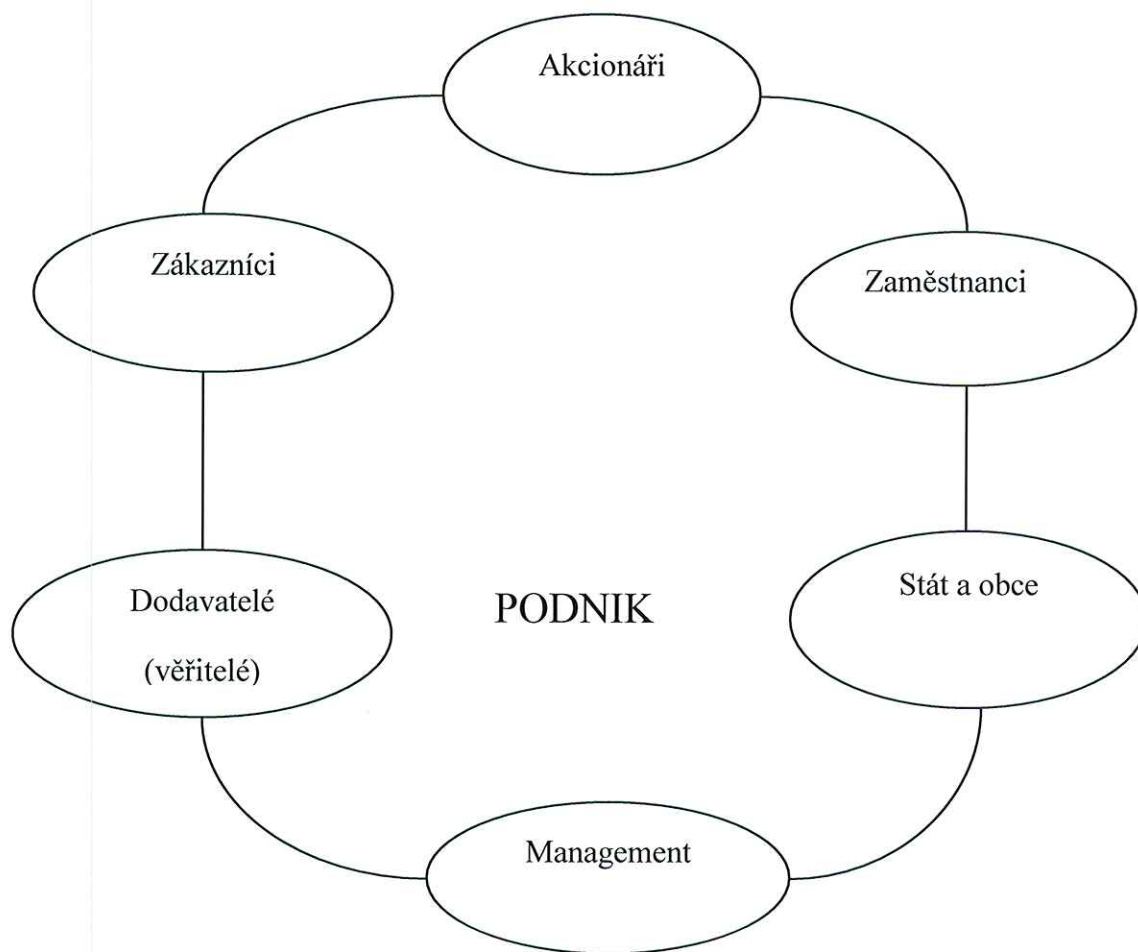 Akcionáři
Zákazníci
Zaměstnanci
Dodavatelé
(věřitelé)
PODNIK
Stát a obce
Management